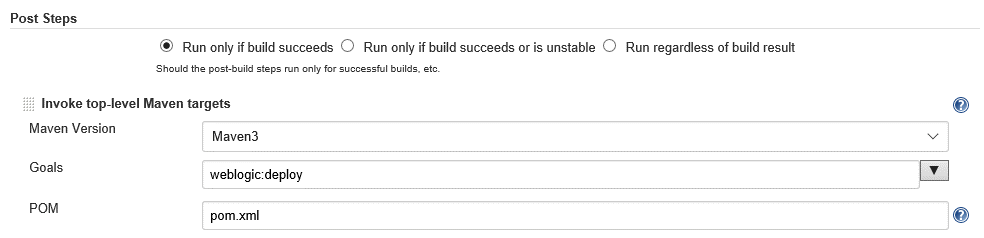 Post Steps
Run only if build succeeds Run only if build succeeds or is unstable Run regardless of build result
Should the post-build steps run only for successful builds, etc.
Invoke top-level Maven targets
Maven Version Maven3
Goals weblogic:deploy
POM pom.xml